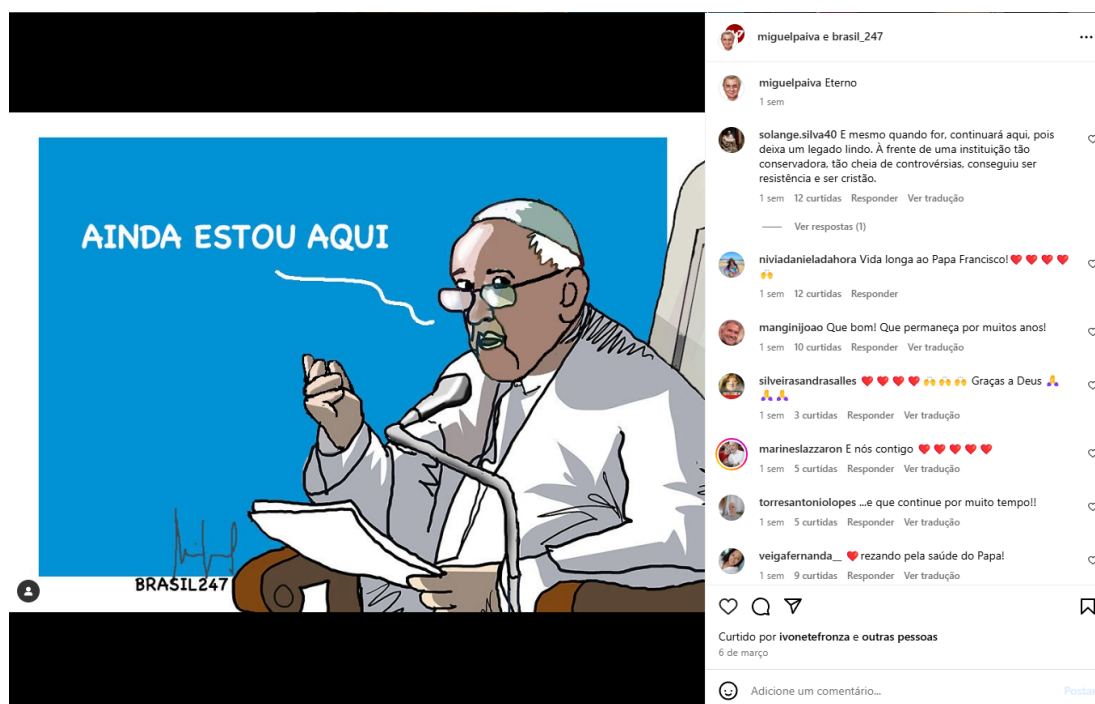 AINDA ESTOU AQUI
BRASIL247
miguelpaiva e brasil_247
miguelpaiva Eterno
1 sem
solange.silva40 E mesmo quando for, continuará aqui, pois
deixa um legado lindo. À frente de uma instituição tão
conservadora, tão cheia de controvérsias, conseguiu ser
resistência e ser cristão.
1 sem 12 curtidas Responder Ver tradução
Ver respostas (1)
niviadanieladahora Vida longa ao Papa Francisco!❤️❤️❤️❤️
🙌
1 sem 12 curtidas Responder
manginijoao Que bom! Que permaneça por muitos anos!
1 sem 10 curtidas Responder Ver tradução
silveirasandrasalles ❤️❤️❤️❤️🙌🙌🙌 Graças a Deus 🙏
🙏🙏
1 sem 3 curtidas Responder Ver tradução
marineslazzaron E nós contigo ❤️❤️❤️❤️❤️
1 sem 5 curtidas Responder Ver tradução
torresantoniolopes ...e que continue por muito tempo!!
1 sem 5 curtidas Responder Ver tradução
veigafernanda__ ❤️rezando pela saúde do Papa!
1 sem 9 curtidas Responder Ver tradução
Curtido por ivonetefronza e outras pessoas
6 de março
Adicione um comentário...
Postar